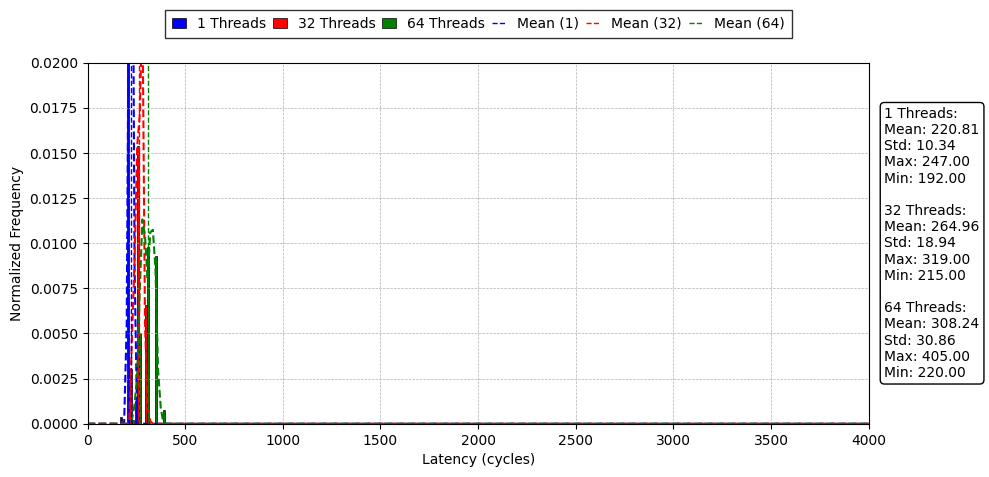 1 Threads 32 Threads 64 Threads Mean (1) Mean (32) Mean (64)
0.0200
0.0175
0.0150
0.0125
0.0100
0.0075
0.0050
0.0025
0.0000
Normalized Frequency
0 500 1000 1500 2000 2500 3000 3500 4000
Latency (cycles)
1 Threads:
Mean: 220.81
Std: 10.34
Max: 247.00
Min: 192.00
32 Threads:
Mean: 264.96
Std: 18.94
Max: 319.00
Min: 215.00
64 Threads:
Mean: 308.24
Std: 30.86
Max: 405.00
Min: 220.00